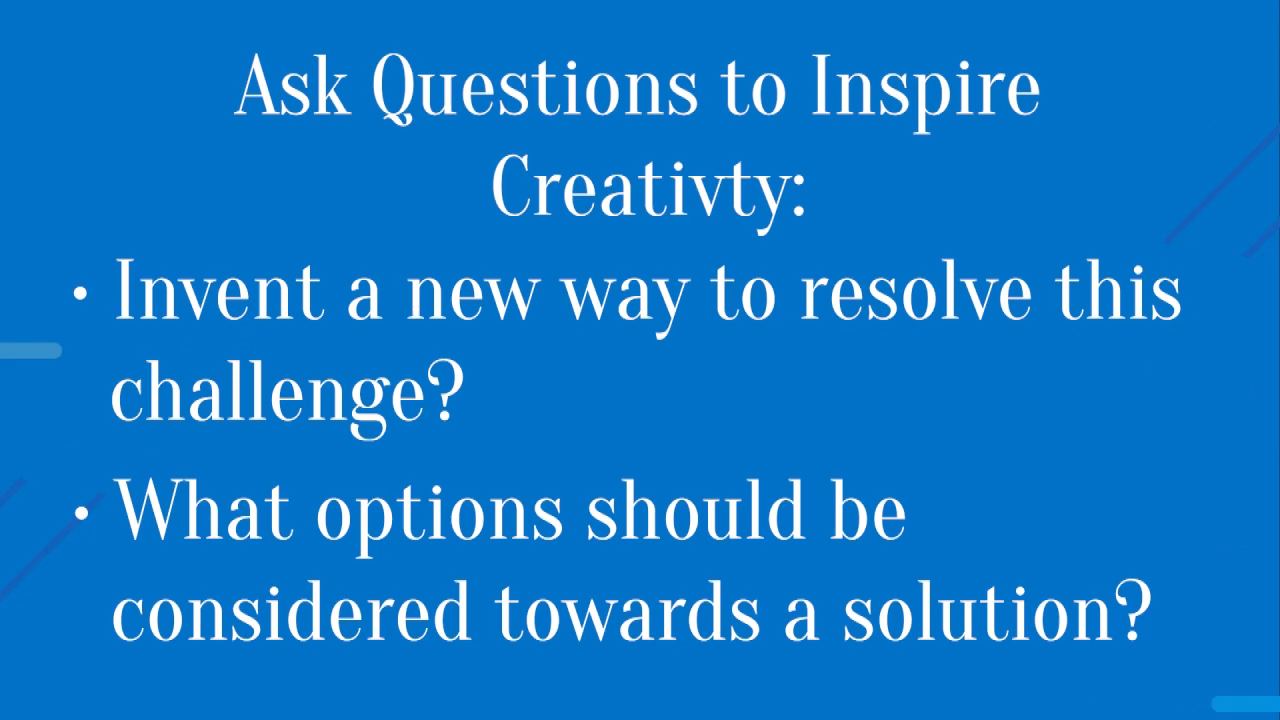 Ask Questions to Inspire
Creativty:
• Invent a new way to resolve this
challenge?
• What options should be
considered towards a solution?